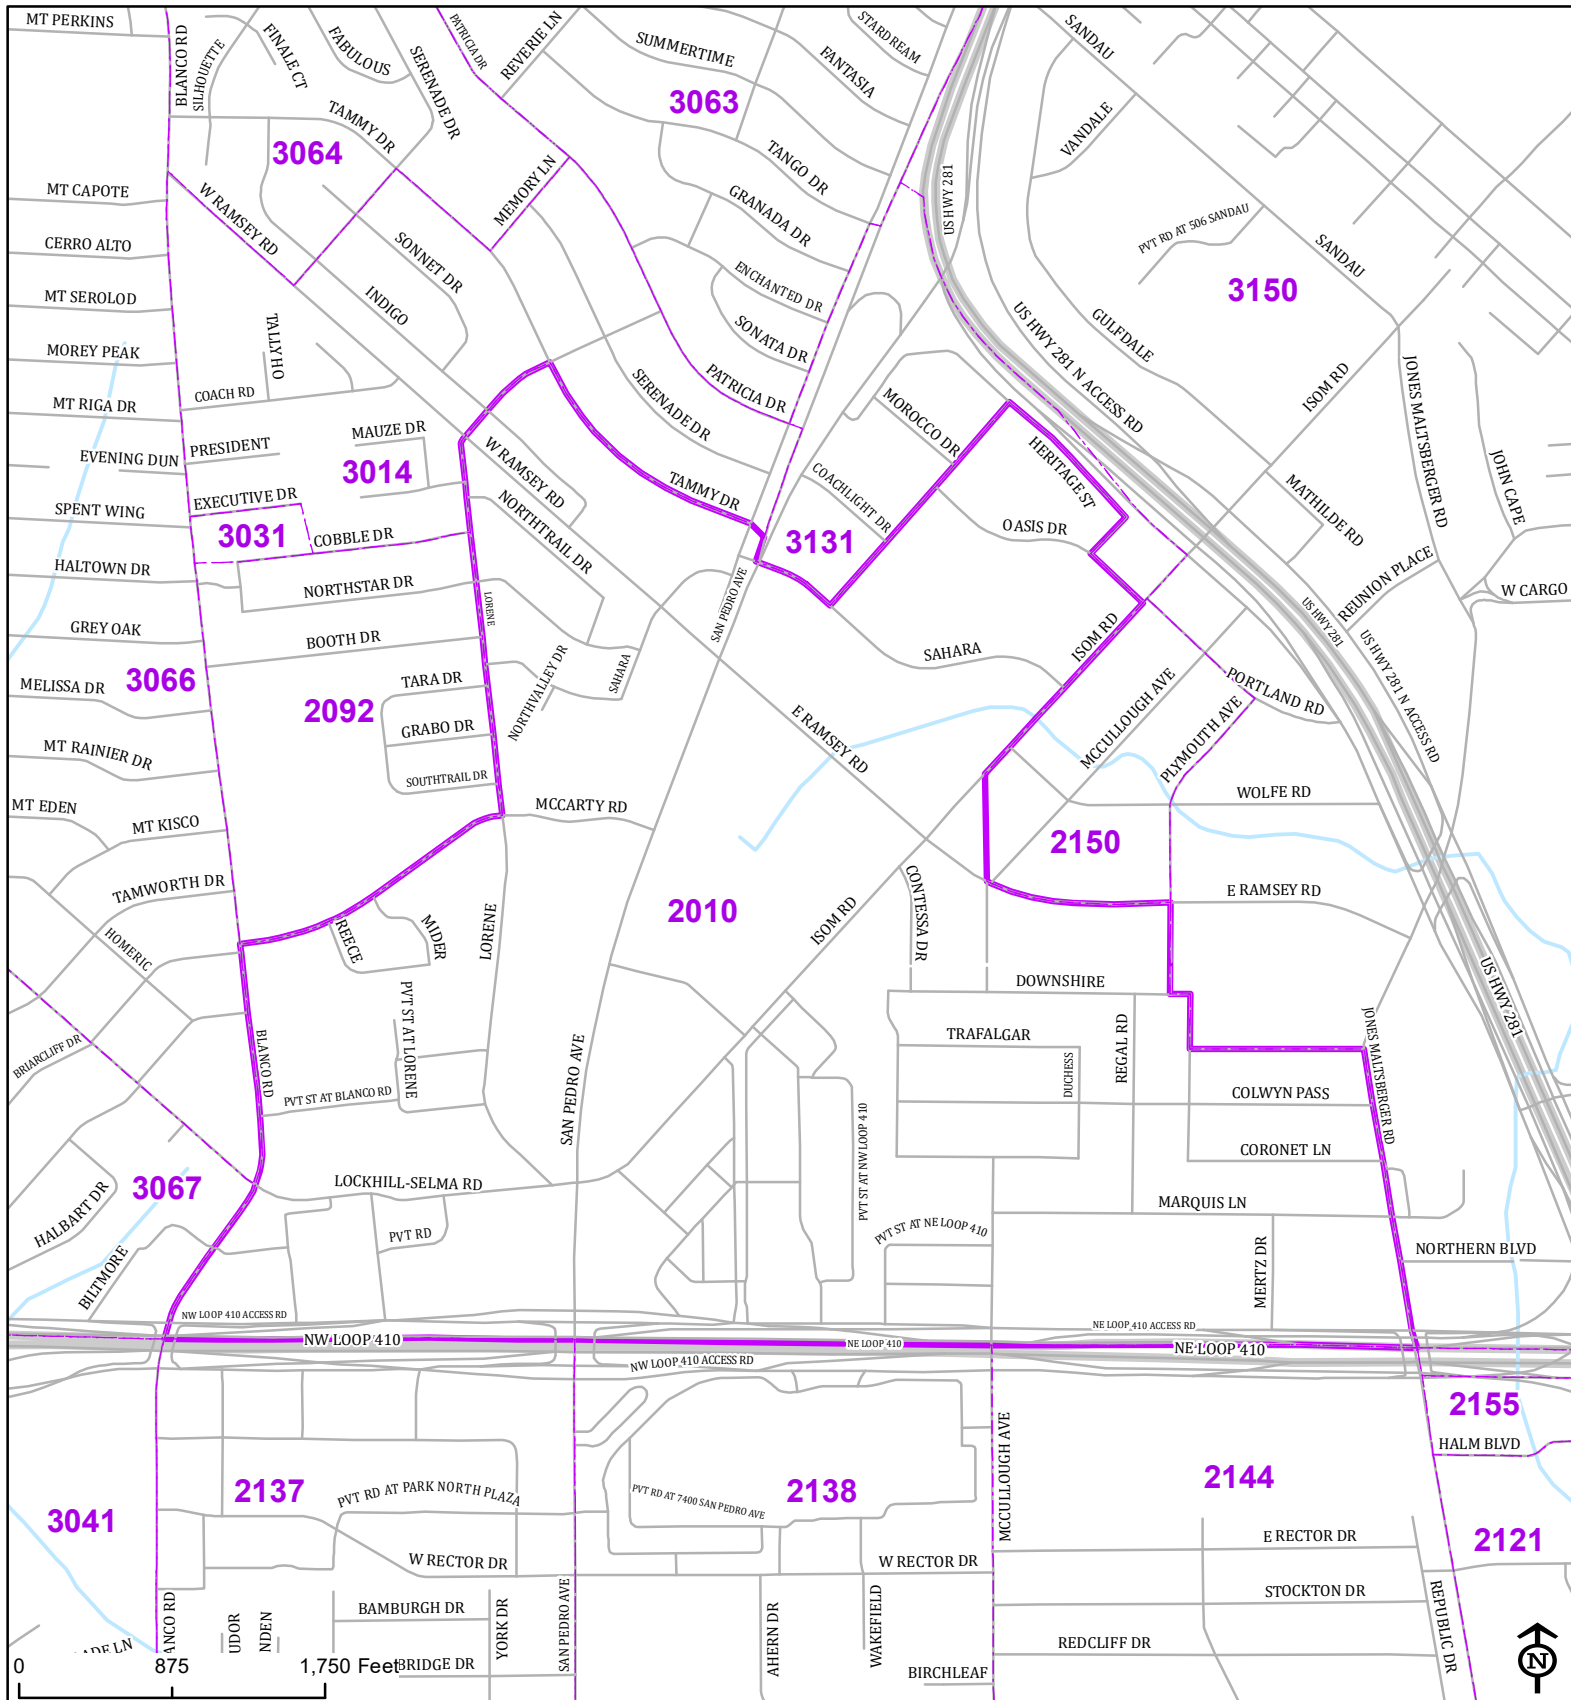 MT PERKINS
BLANCO RD
SILHOUETTE
FINALE CT
FABULOUS
SERENADE DR
PATRICIA DR
REVERIE LN
SUMMERTIME
STARDREAM
FANTASIA
SANDAU
3063
VANDALE
TAMMY DR
3064
TANGO DR
MEMORY LN
US HWY 281
MT CAPOTE
W RAMSEY RD
GRANADA DR
PVT RD AT 506 SANDAU
CERRO ALTO
SONNET DR
SANDAU
ENCHANTED DR
3150
MT SEROLOD
INDIGO
SONATA DR
US HWY 281 N ACCESS RD
GULFDALE
TALLY HO
MOREY PEAK
COACH RD
SERENADE DR
PATRICIA DR
ISOM RD
JONES MALTSBERGER RD
MT RIGA DR
MOROCCO DR
PRESIDENT
MAUZE DR
3014
W RAMSEY RD
EVENING DUN
HERITAGE ST
JOHN CAPE
COACHLIGHT DR
TAMMY DR
NORTHTRAIL DR
MATHILDE RD
EXECUTIVE DR
SPENT WING
3031
COBBLE DR
3131
OASIS DR
HALTOWN DR
NORTHSTAR DR
LORENE
SAN PEDRO AVE
REUNION PLACE
W CARGO
US HWY 281
GREY OAK
BOOTH DR
SAHARA
ISOM RD
US HWY 281 N ACCESS RD
3066
MELISSA DR
TARA DR
NORTHVALLEY DR
SAHARA
MCCULLOUGH AVE
PORTLAND RD
2092
GRABO DR
E RAMSEY RD
PLYMOUTH AVE
MT RAINIER DR
SOUTHTRAIL DR
WOLFE RD
MT EDEN
MT KISCO
MCCARTY RD
2150
TAMWORTH DR
CONTESSA DR
E RAMSEY RD
2010
ISOM RD
HOMERIC
REECE
MIDER
LORENE
US HWY 281
DOWNSHIRE
PVT ST AT LORENE
BRIARCLIFF DR
BLANCO RD
SAN PEDRO AVE
TRAFALGAR
DUCHESS
REGAL RD
JONES MALTSBERGER RD
PVT ST AT BLANCO RD
COLWYN PASS
PVT ST AT NW LOOP 410
CORONET LN
3067
LOCKHILL-SELMA RD
HALBART DR
MARQUIS LN
PVT RD
PVT ST AT NE LOOP 410
MERTZ DR
NORTHERN BLVD
BILTMORE
NW LOOP 410 ACCESS RD
NE LOOP 410 ACCESS RD
NW LOOP 410
NE LOOP 410
NE LOOP 410
NW LOOP 410 ACCESS RD
2155
MCCULLOUGH AVE
HALM BLVD
2137
PVT RD AT PARK NORTH PLAZA
PVT RD AT 7400 SAN PEDRO AVE
2138
2144
3041
2121
E RECTOR DR
W RECTOR DR
W RECTOR DR
STOCKTON DR
ANCO RD
UDOR
NDEN
BAMBURGH DR
YORK DR
SAN PEDRO AVE
AHERN DR
WAKEFIELD
REPUBLIC DR
REDCLIFF DR
ADE LN
BRIDGE DR
BIRCHLEAF
0 875 1,750 Feet
N